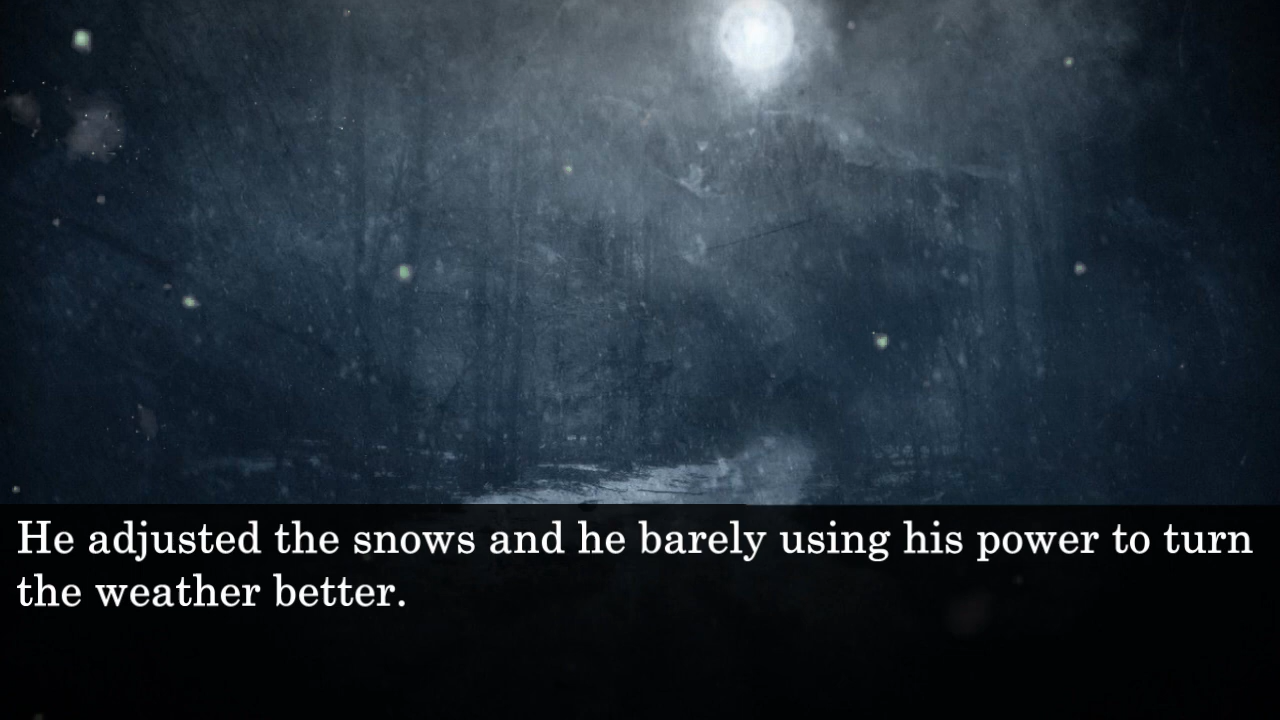 He adjusted the snows and he barely using his power to turn
the weather better.